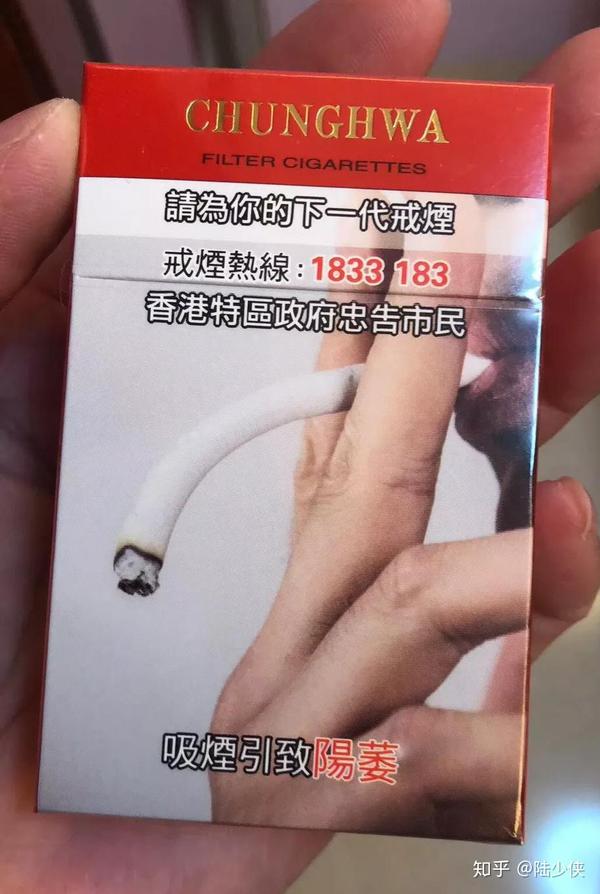 CHUNGHWA
FILTER CIGARETTES
請為你的下一代戒煙
戒煙熱線:1833 183
香港特區政府忠告市民
吸煙引致陽萎
知乎 @陆少侠